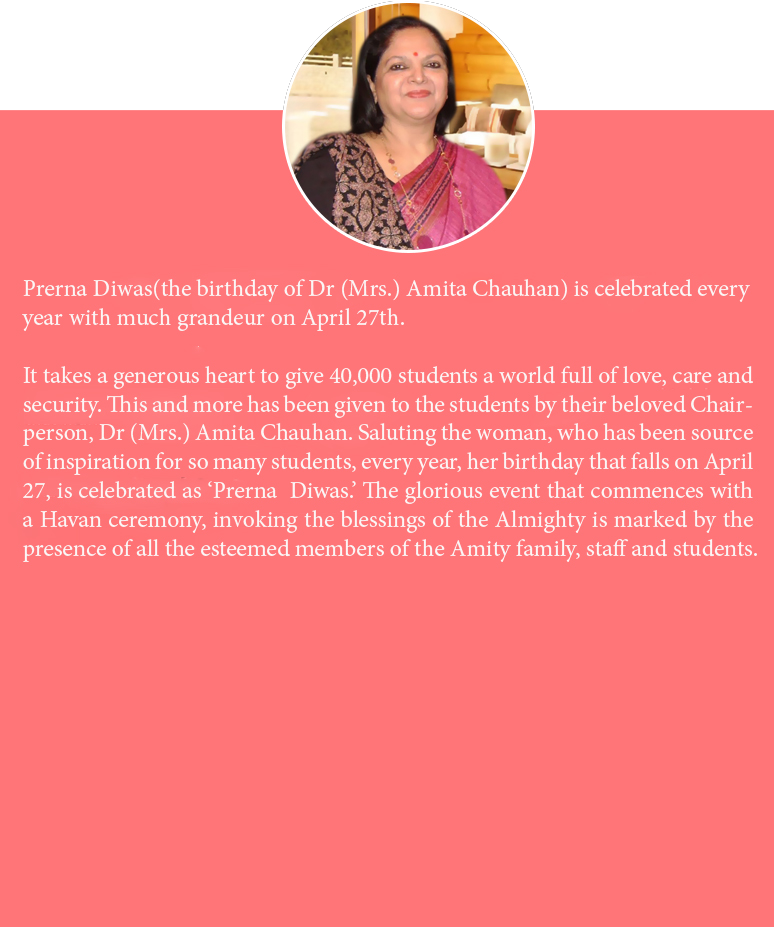 Prerna Diwas(the birthday of Dr (Mrs.) Amita Chauhan) is celebrated every
year with much grandeur on April 27th.
It takes a generous heart to give 40,000 students a world full of love, care and
security. This and more has been given to the students by their beloved Chair-
person, Dr (Mrs.) Amita Chauhan. Saluting the woman, who has been source
of inspiration for so many students, every year, her birthday that falls on April
27, is celebrated as ‘Prerna  Diwas.’ The glorious event that commences with
a Havan ceremony, invoking the blessings of the Almighty is marked by the
presence of all the esteemed members of the Amity family, staff and students.